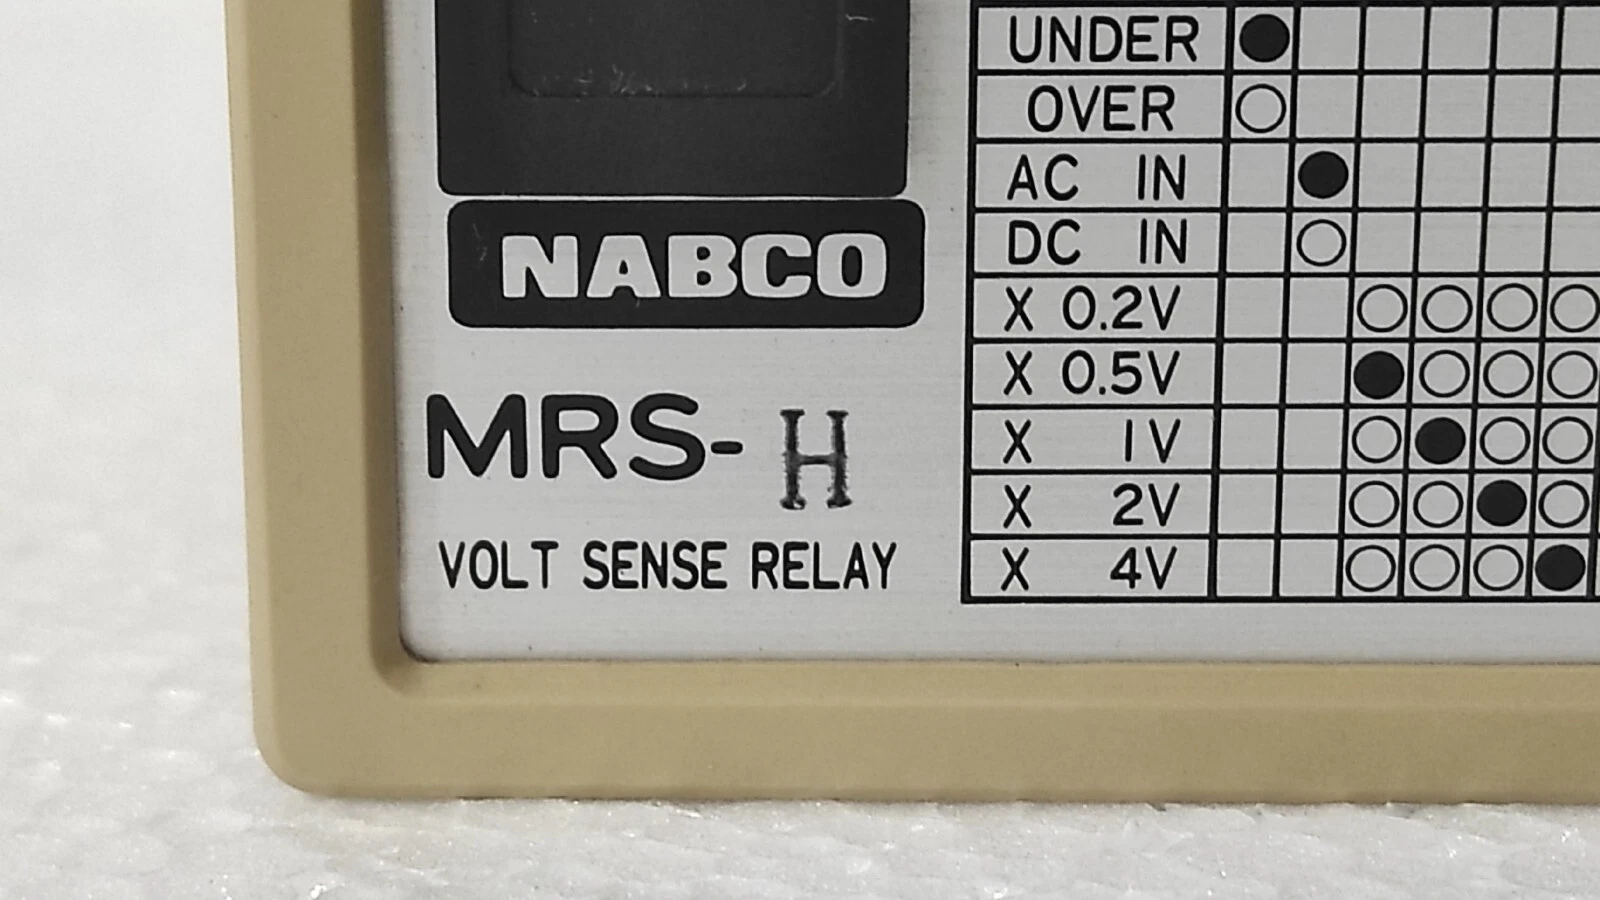 NABCO
MRS-H
VOLT SENSE RELAY
UNDER
OVER
AC IN
DC IN
X 0.2V
X 0.5V
X 1V
X 2V
X 4V